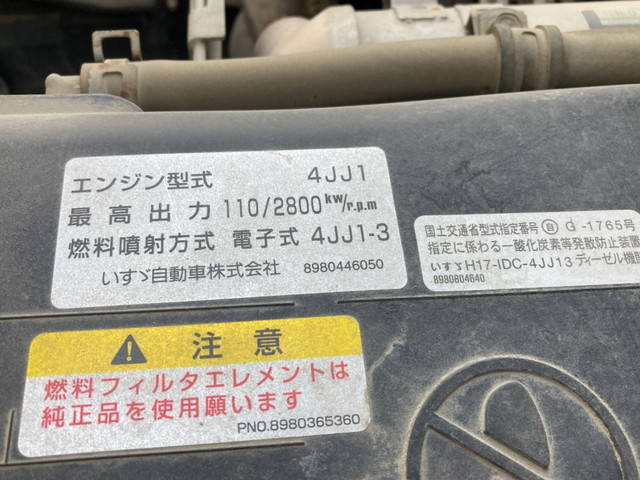 エンジン型式 4JJ1
最高出力 110/2800 kw/r.p.m
燃料噴射方式 電子式 4JJ1-3
いすゞ自動車株式会社 8980446050
国土交通省型式指定番号 自 G-1765号
指定に係わる一酸化炭素等発散防止装置
いすゞH17-IDC-4JJ13 ディーゼル機関
8980804640
注意
燃料フィルタエレメントは
純正品を使用願います
PNO.8980365360